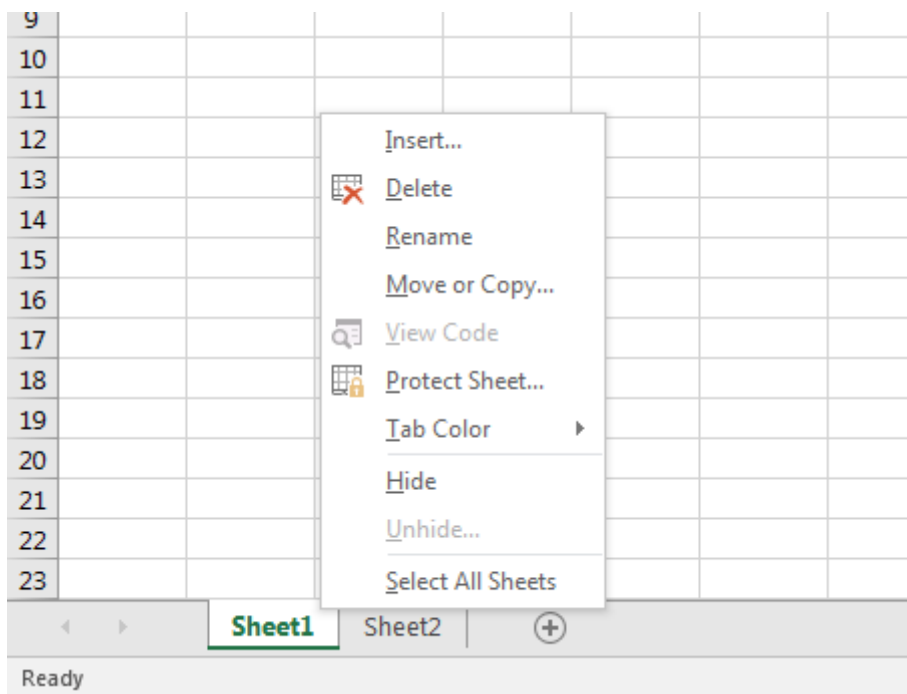 9
10
11
12
13
14
15
16
17
18
19
20
21
22
23
Insert...
Delete
Rename
Move or Copy...
View Code
Protect Sheet...
Tab Color
Hide
Unhide...
Select All Sheets
Sheet1 Sheet2
Ready